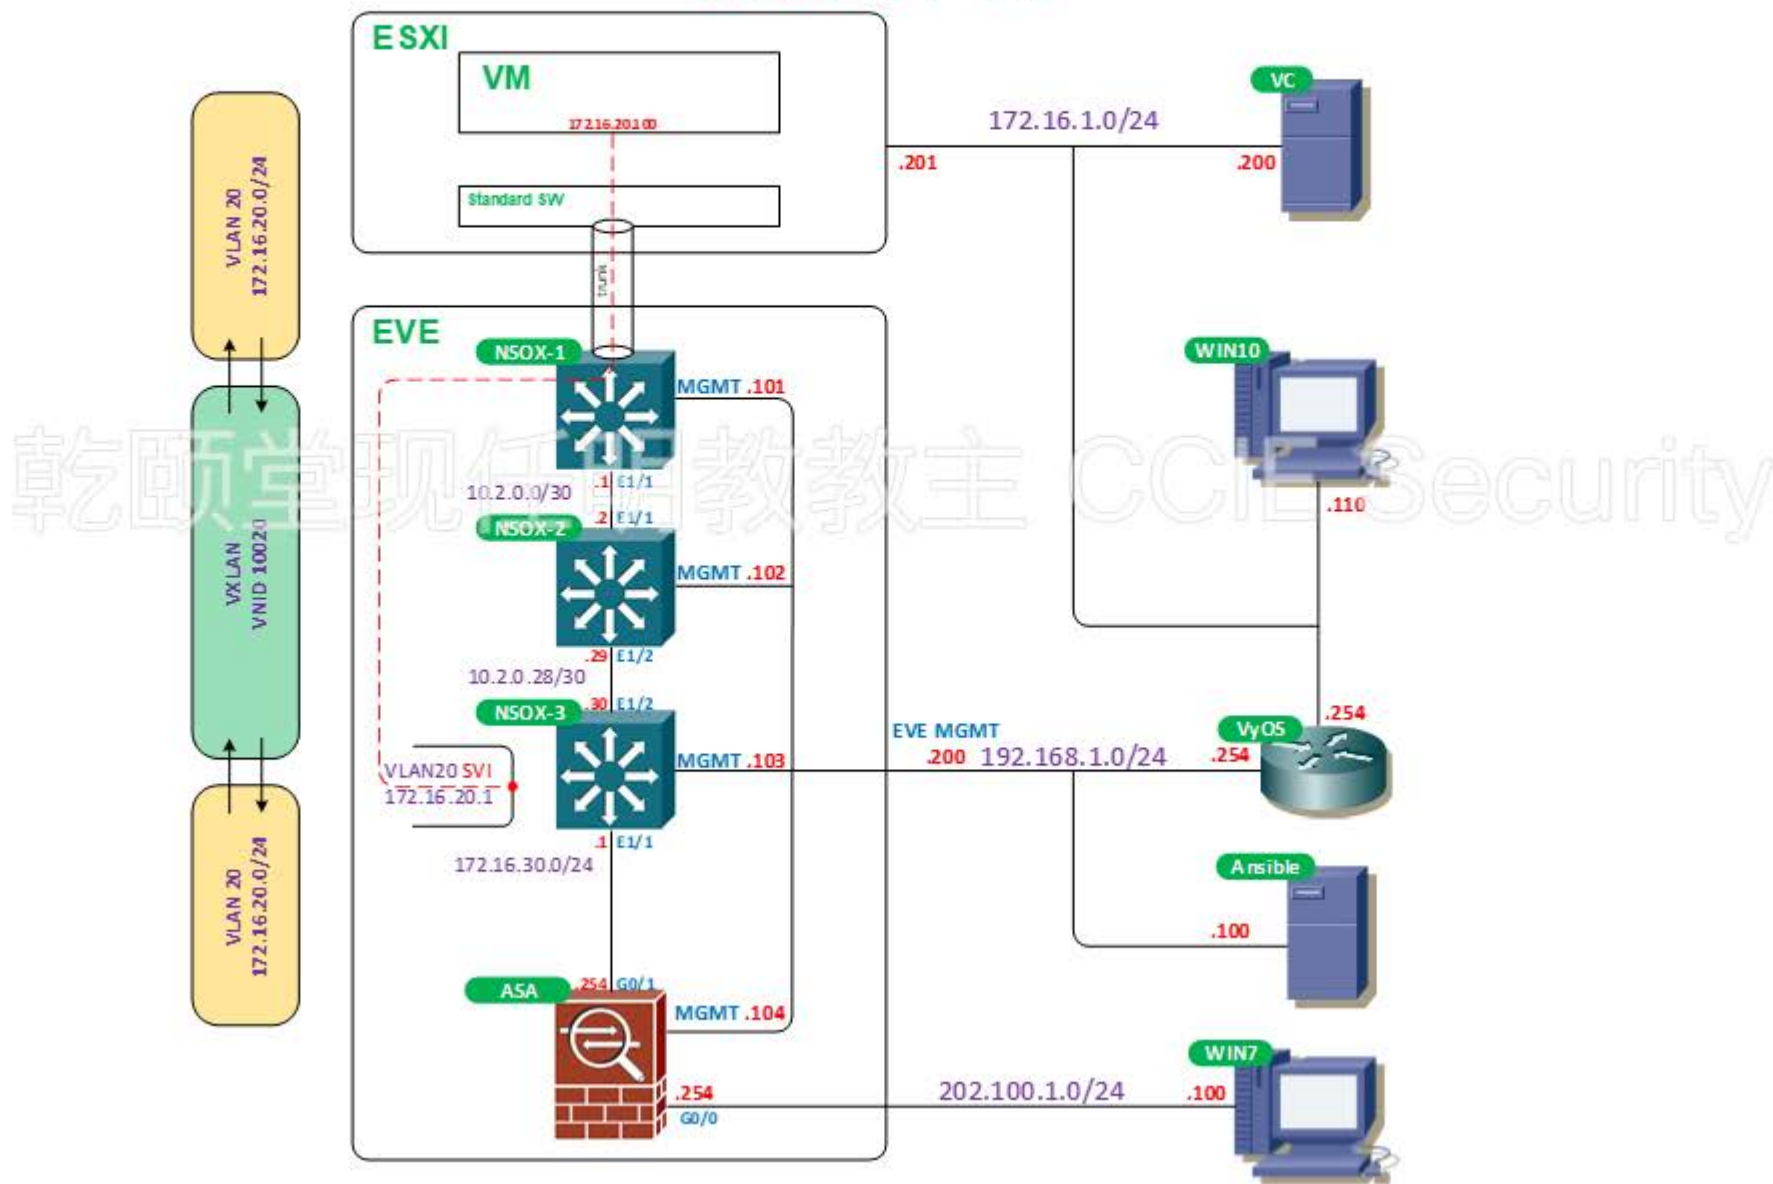 ESXI
VM
172.16.20.100
Standard SW
trunk
172.16.1.0/24
.201
.200
VC
VLAN 20
172.16.20.0/24
VXLAN
VNID 10020
VLAN 20
172.16.20.0/24
EVE
NSOX-1
MGMT .101
.1 E1/1
10.2.0.0/30
.2 E1/1
NSOX-2
MGMT .102
.29 E1/2
10.2.0.28/30
.30 E1/2
NSOX-3
MGMT .103
VLAN20 SVI
172.16.20.1
.1 E1/1
172.16.30.0/24
.254 G0/1
ASA
MGMT .104
.254
G0/0
WIN10
.110
.254
VyOS
EVE MGMT
.200 192.168.1.0/24 .254
Ansible
.100
WIN7
202.100.1.0/24 .100
乾颐堂现任明教教主 CCIE Security